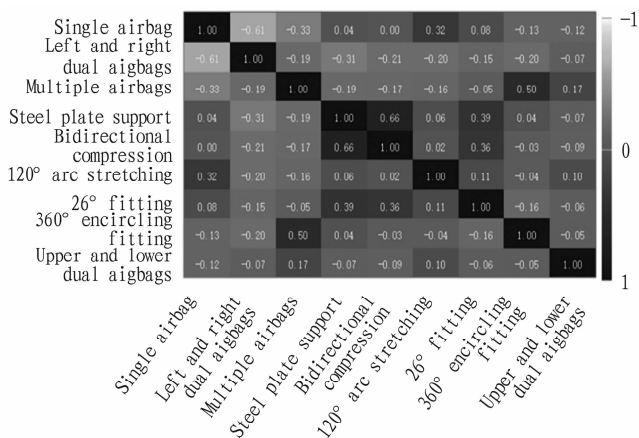 Single airbag
Left and right
dual aigbags
Multiple airbags
Steel plate support
Bidirectional
compression
120° arc stretching
26° fitting
360° encircling
fitting
Upper and lower
dual aigbags
1.00 -0.61 -0.33 0.04 0.00 0.32 0.08 -0.13 -0.12
-0.61 1.00 -0.19 -0.31 -0.21 -0.20 -0.15 -0.20 -0.07
-0.33 -0.19 1.00 -0.19 -0.17 -0.16 -0.05 0.50 0.17
0.04 -0.31 -0.19 1.00 0.66 0.06 0.39 0.04 -0.07
0.00 -0.21 -0.17 0.66 1.00 0.02 0.36 -0.03 -0.09
0.32 -0.20 -0.16 0.06 0.02 1.00 0.11 -0.04 0.10
0.08 -0.15 -0.05 0.39 0.36 0.11 1.00 -0.16 -0.06
-0.13 -0.20 0.50 0.04 -0.03 -0.04 -0.16 1.00 -0.05
-0.12 -0.07 0.17 -0.07 -0.09 0.10 -0.06 -0.05 1.00
-1
0
1
Single airbag
Left and right
dual aigbags
Multiple airbags
Steel plate support
Bidirectional
compression
120° arc stretching
26° fitting
360° encircling
fitting
Upper and lower
dual aigbags